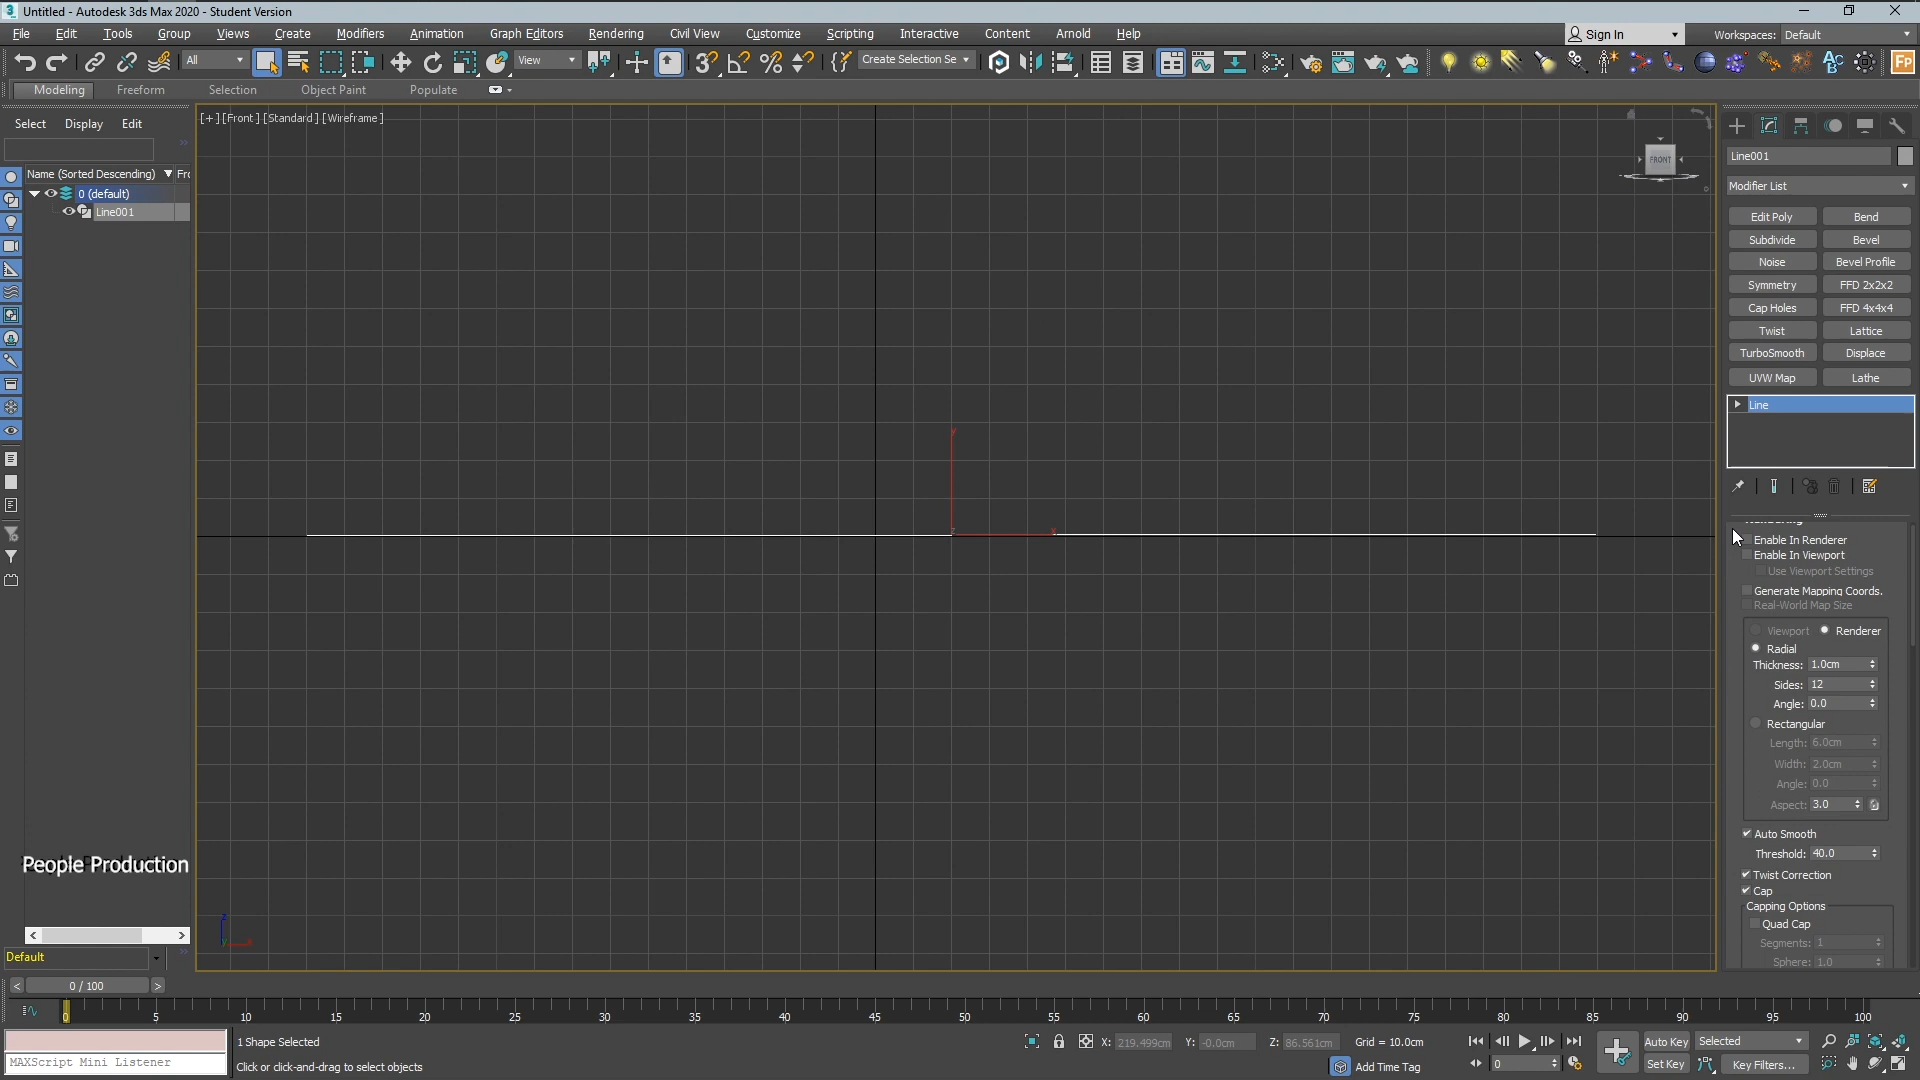 Untitled - Autodesk 3ds Max 2020 - Student Version
File Edit Tools Group Views Create Modifiers Animation Graph Editors Rendering Civil View Customize Scripting Interactive Content Arnold Help Sign In Workspaces: Default
All View Create Selection Se
Modeling Freeform Selection Object Paint Populate
Select Display Edit
[+] [Front] [Standard] [Wireframe]
FRONT
Name (Sorted Descending) Fro
0 (default)
Line001
Line001
Modifier List
Edit Poly Bend
Subdivide Bevel
Noise Bevel Profile
Symmetry FFD 2x2x2
Cap Holes FFD 4x4x4
Twist Lattice
TurboSmooth Displace
UVW Map Lathe
Line
Enable In Renderer
Enable In Viewport
Use Viewport Settings
Generate Mapping Coords.
Real-World Map Size
Viewport Renderer
Radial
Thickness: 1.0cm
Sides: 12
Angle: 0.0
Rectangular
Length: 6.0cm
Width: 2.0cm
Angle: 0.0
Aspect: 3.0
Auto Smooth
Threshold: 40.0
Twist Correction
Cap
Capping Options
Quad Cap
Segments: 1
Sphere: 1.0
People Production
Default
0 / 100
0 5 10 15 20 25 30 35 40 45 50 55 60 65 70 75 80 85 90 95 100
1 Shape Selected
X: 219.499cm Y: -0.0cm Z: 86.561cm Grid = 10.0cm
Auto Key Selected
MAXScript Mini Listener
Click or click-and-drag to select objects
Add Time Tag
0
Set Key Key Filters...